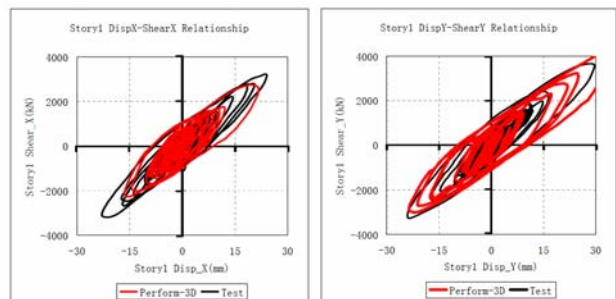 Story1 DispX-ShearX Relationship
4000
2000
0
-2000
-4000
-30 -15 0 15 30
Story1 Shear_X(kN)
Story1 Disp_X(mm)
Perform-3D Test
Story1 DispY-ShearY Relationship
4000
2000
0
-2000
-4000
-30 -15 0 15 30
Story1 Shear_Y(kN)
Story1 Disp_Y(mm)
Perform-3D Test